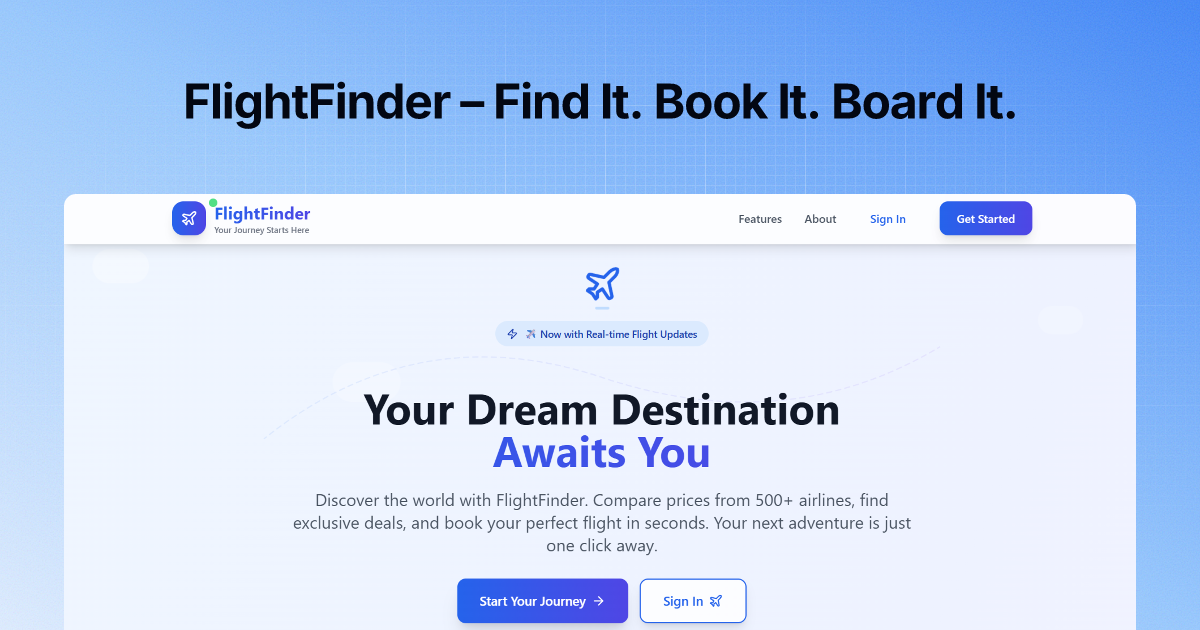 FlightFinder – Find It. Book It. Board It.
FlightFinder
Your Journey Starts Here
Features
About
Sign In
Get Started
Now with Real-time Flight Updates
Your Dream Destination
Awaits You
Discover the world with FlightFinder. Compare prices from 500+ airlines, find
exclusive deals, and book your perfect flight in seconds. Your next adventure is just
one click away.
Start Your Journey →
Sign In